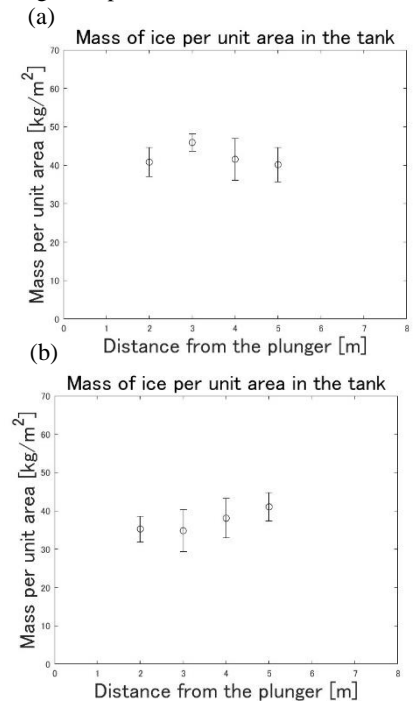 (a)
Mass of ice per unit area in the tank
Mass per unit area [kg/m²]
70
60
50
40
30
20
10
0
0 1 2 3 4 5 6 7 8
Distance from the plunger [m]
(b)
Mass of ice per unit area in the tank
Mass per unit area [kg/m²]
70
60
50
40
30
20
10
0
0 1 2 3 4 5 6 7 8
Distance from the plunger [m]